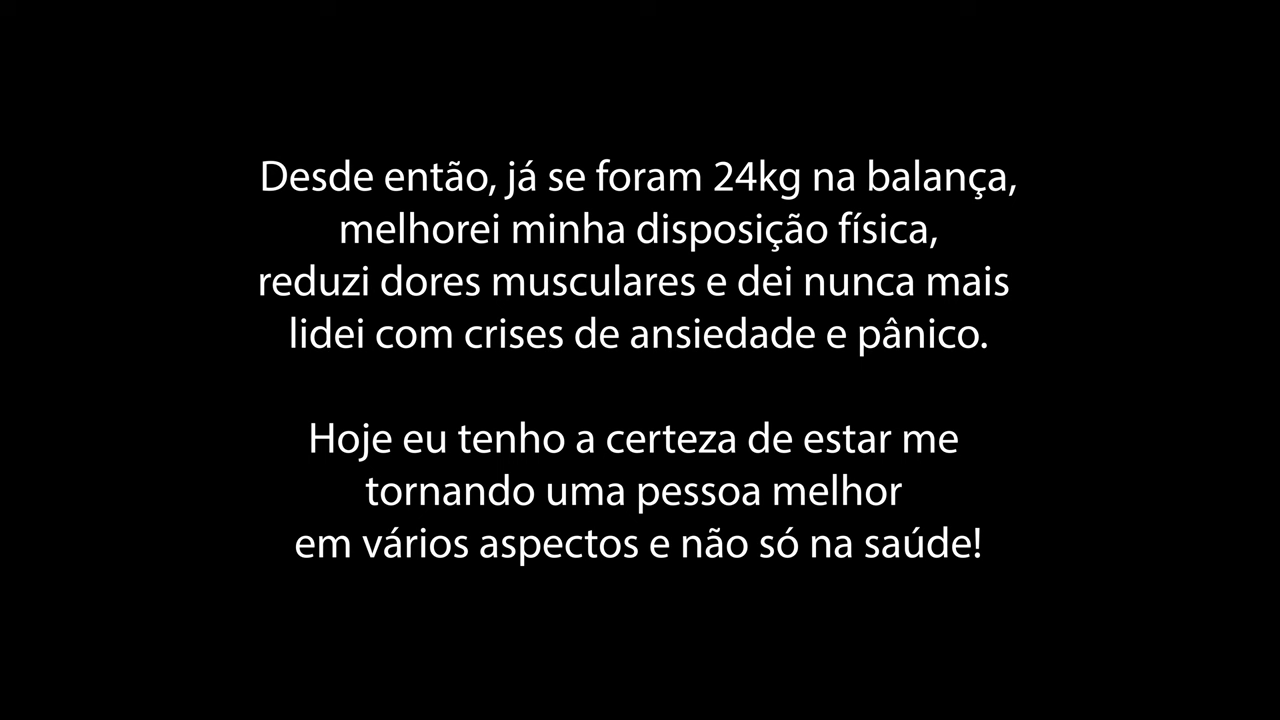 Desde então, já se foram 24kg na balança,
melhorei minha disposição física,
reduzi dores musculares e dei nunca mais
lidei com crises de ansiedade e pânico.
Hoje eu tenho a certeza de estar me
tornando uma pessoa melhor
em vários aspectos e não só na saúde!